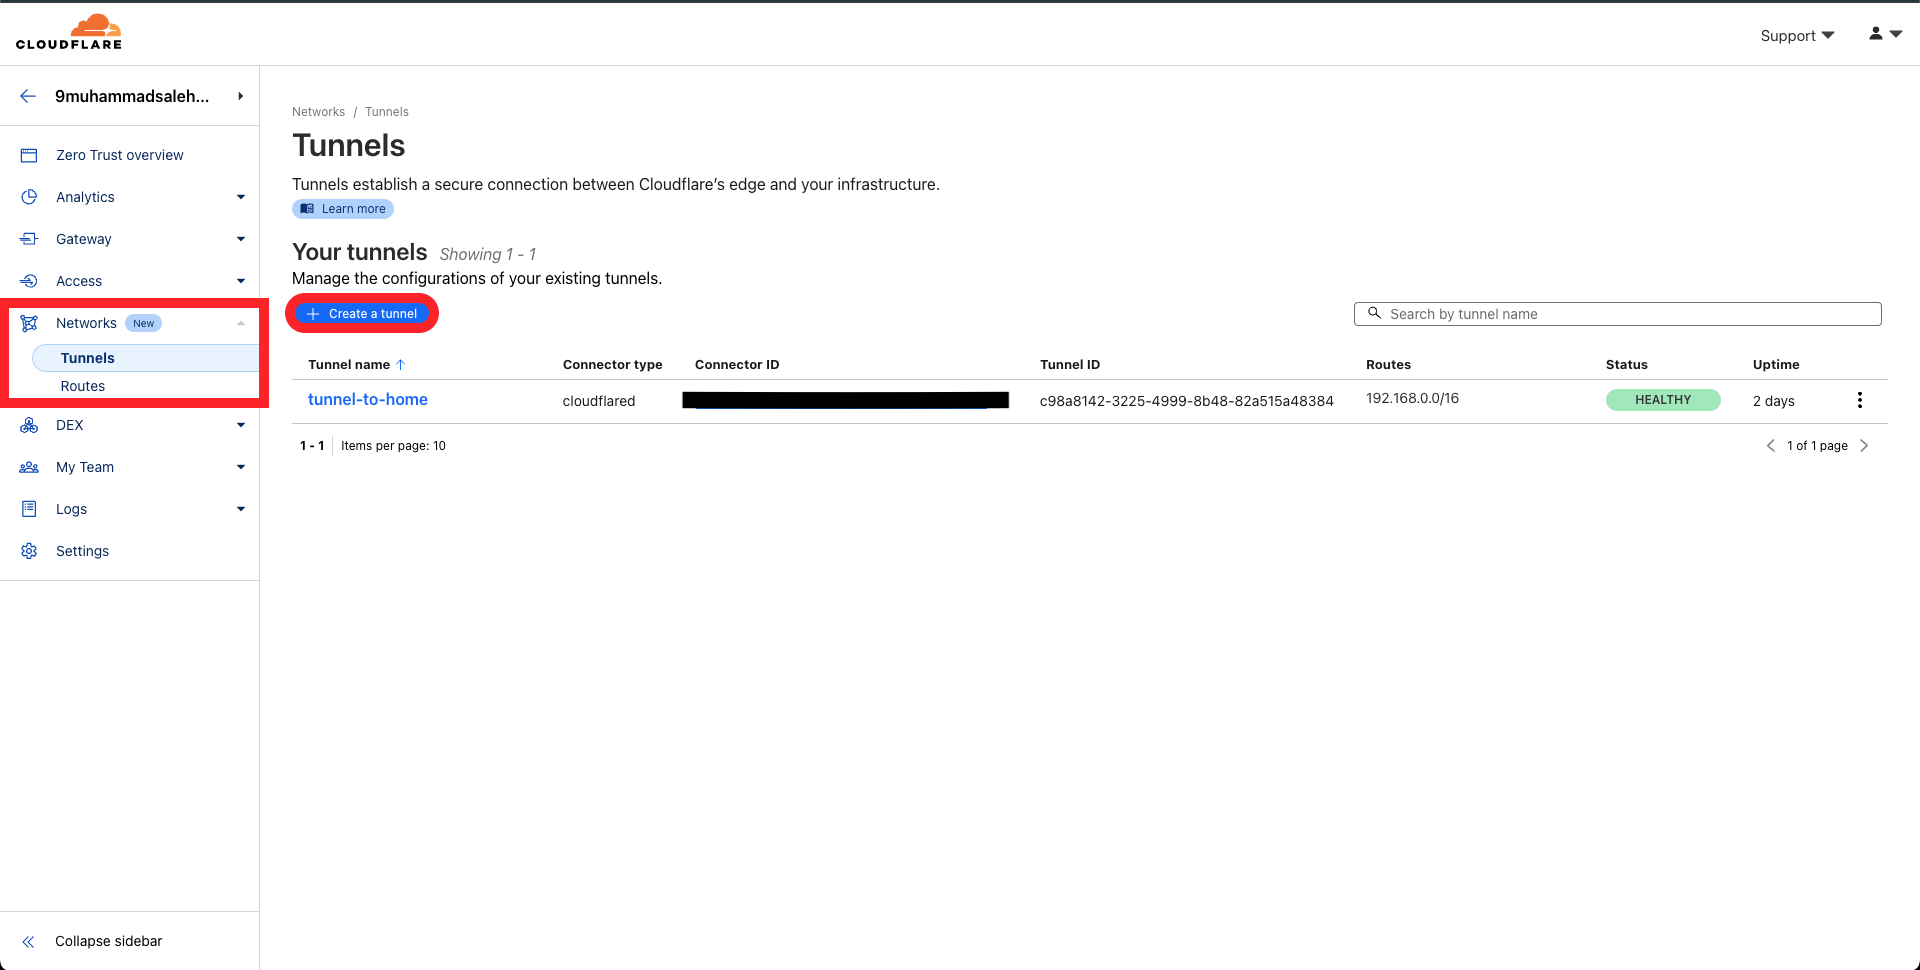 CLOUDFLARE
Support
9muhammadsaleh...
Zero Trust overview
Analytics
Gateway
Access
Networks New
Tunnels
Routes
DEX
My Team
Logs
Settings
Collapse sidebar
Networks / Tunnels
Tunnels
Tunnels establish a secure connection between Cloudflare’s edge and your infrastructure.
Learn more
Your tunnels Showing 1 - 1
Manage the configurations of your existing tunnels.
Create a tunnel
Search by tunnel name
Tunnel name Connector type Connector ID Tunnel ID Routes Status Uptime
tunnel-to-home cloudflared c98a8142-3225-4999-8b48-82a515a48384 192.168.0.0/16 HEALTHY 2 days
1 - 1 Items per page: 10 1 of 1 page